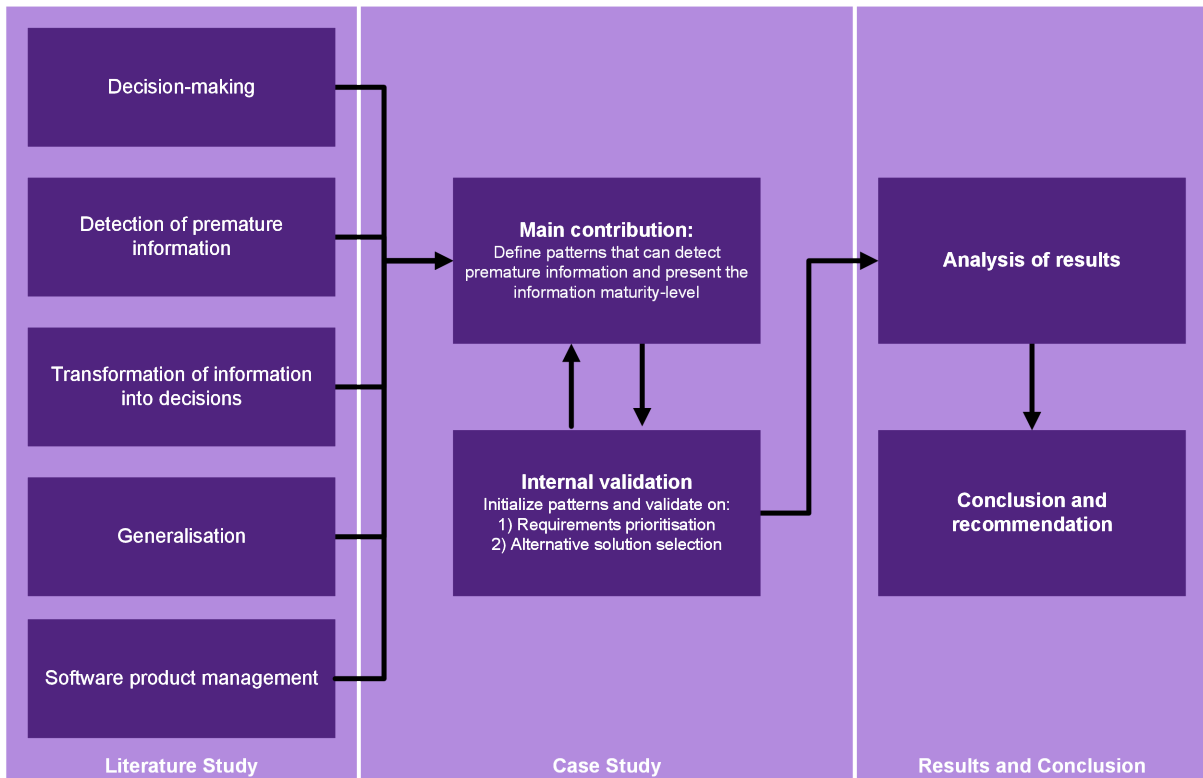 Decision-making
Detection of premature
information
Transformation of information
into decisions
Generalisation
Software product management
Literature Study
Main contribution:
Define patterns that can detect
premature information and present the
information maturity-level
Internal validation
Initialize patterns and validate on:
1) Requirements prioritisation
2) Alternative solution selection
Case Study
Analysis of results
Conclusion and
recommendation
Results and Conclusion